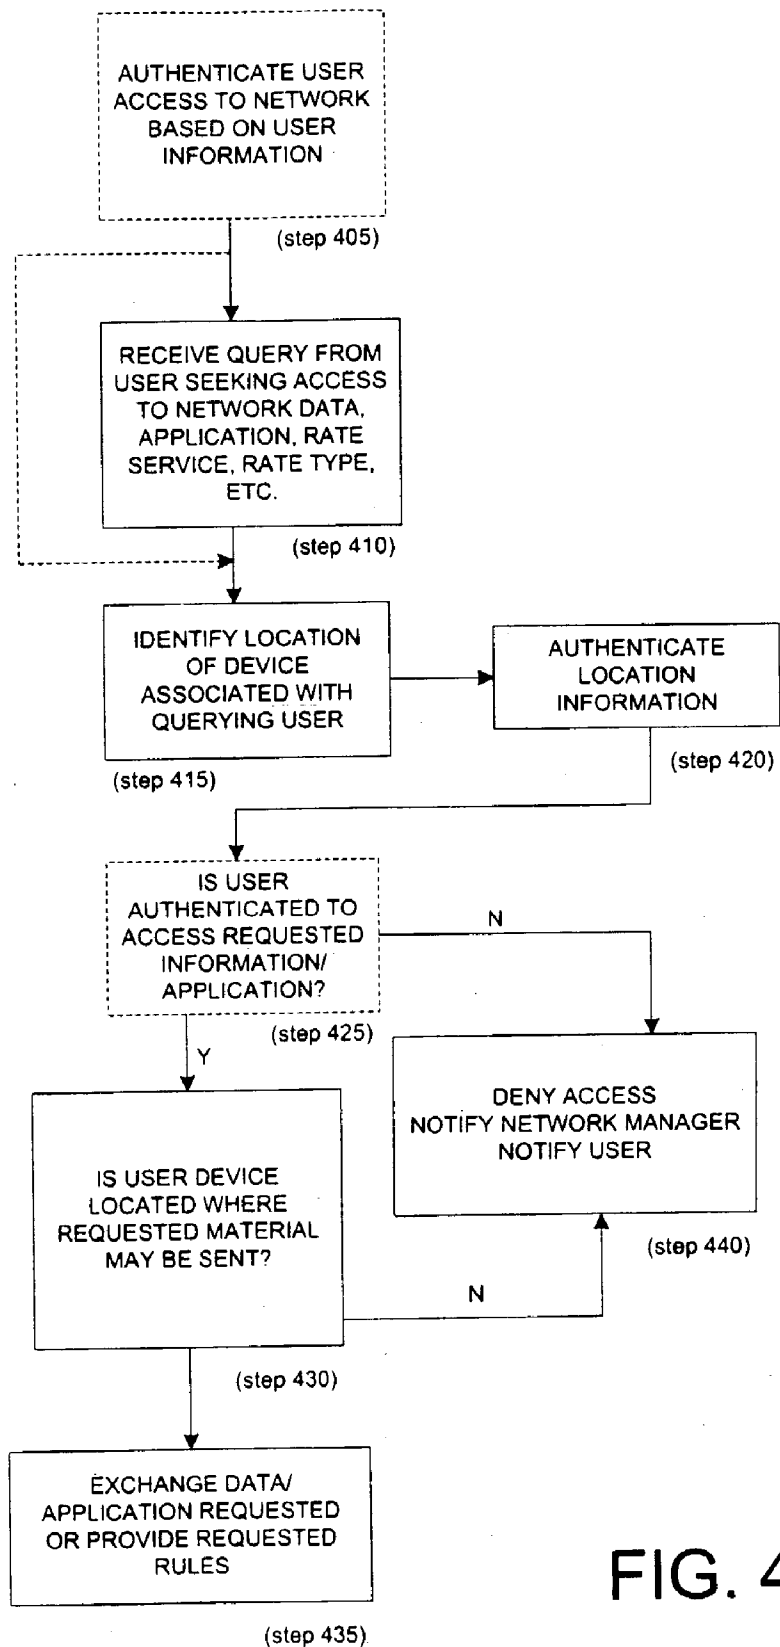 AUTHENTICATE USER
ACCESS TO NETWORK
BASED ON USER
INFORMATION
(step 405)
RECEIVE QUERY FROM
USER SEEKING ACCESS
TO NETWORK DATA,
APPLICATION, RATE
SERVICE, RATE TYPE,
ETC.
(step 410)
IDENTIFY LOCATION
OF DEVICE
ASSOCIATED WITH
QUERYING USER
(step 415)
AUTHENTICATE
LOCATION
INFORMATION
(step 420)
IS USER
AUTHENTICATED TO
ACCESS REQUESTED
INFORMATION/
APPLICATION?
(step 425)
N
Y
DENY ACCESS
NOTIFY NETWORK MANAGER
NOTIFY USER
(step 440)
IS USER DEVICE
LOCATED WHERE
REQUESTED MATERIAL
MAY BE SENT?
N
(step 430)
EXCHANGE DATA/
APPLICATION REQUESTED
OR PROVIDE REQUESTED
RULES
(step 435)
FIG. 4